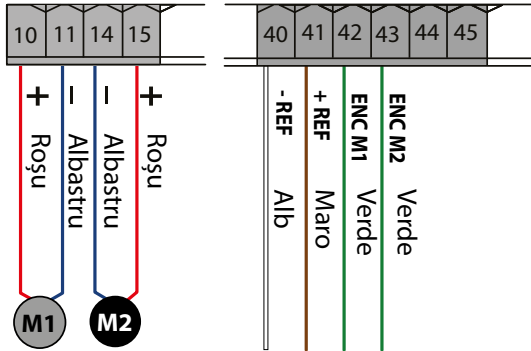 10 11 14 15
40 41 42 43 44 45
+ − − +
Roșu
Albastru
Albastru
Roșu
- REF
+ REF
ENC M1
ENC M2
Alb
Maro
Verde
Verde
M1
M2